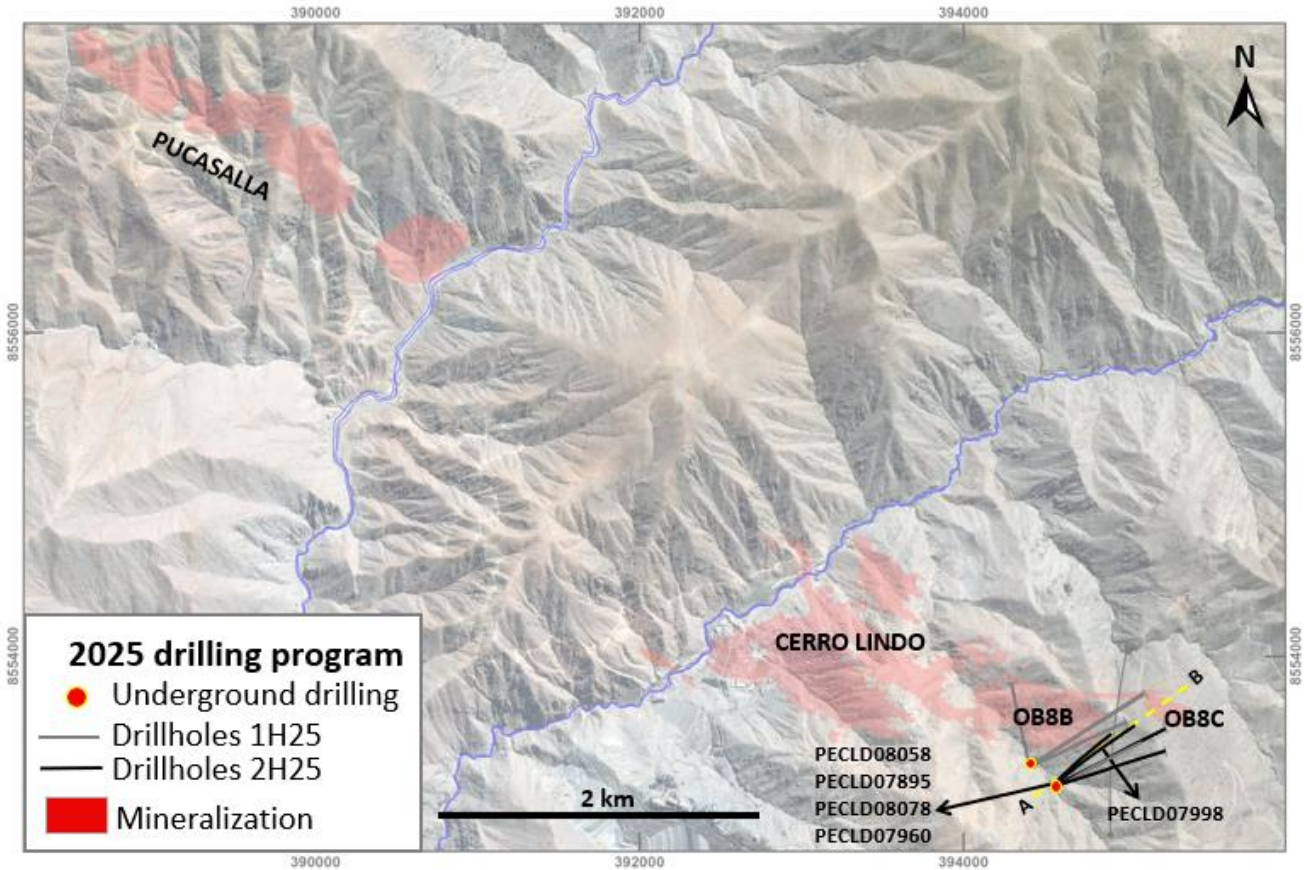 390000
392000
394000
N
PUCASALLA
8556000
8556000
8554000
8554000
CERRO LINDO
B
OB8B
OB8C
PECLD08058
PECLD07895
PECLD08078
PECLD07960
A
PECLD07998
2 km
2025 drilling program
Underground drilling
Drillholes 1H25
Drillholes 2H25
Mineralization
390000
392000
394000